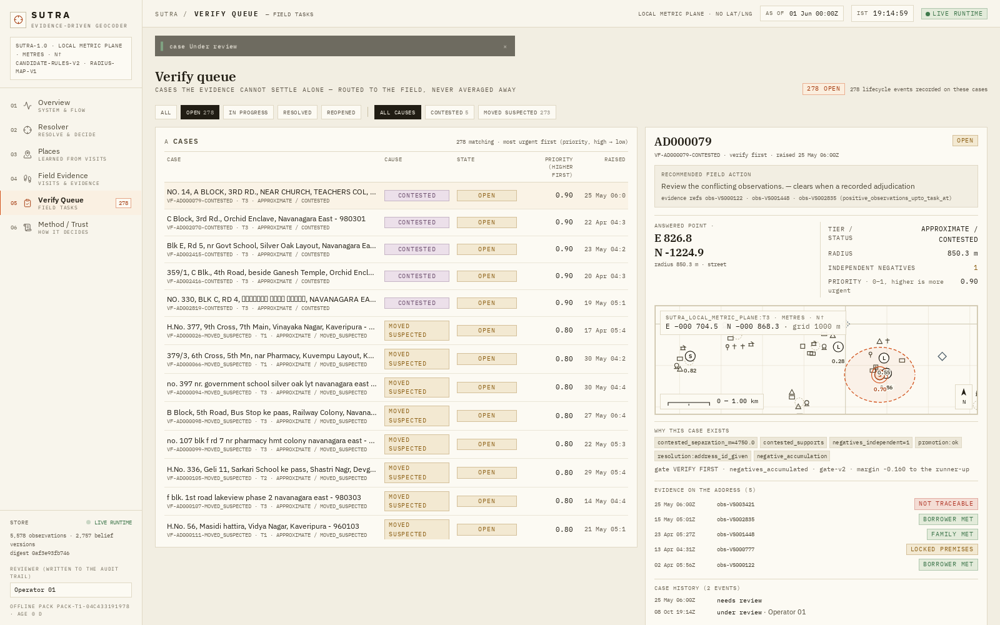 SUTRA
EVIDENCE-DRIVEN GEOCODER
SUTRA-1.0 · LOCAL METRIC PLANE
· METRES · N↑
CANDIDATE-RULES-V2 · RADIUS-
MAP-V1
01 Overview
SYSTEM & FLOW
02 Resolver
RESOLVE & DECIDE
03 Places
LEARNED FROM VISITS
04 Field Evidence
VISITS & EVIDENCE
05 Verify Queue 278
FIELD TASKS
06 Method / Trust
HOW IT DECIDES
STORE LIVE RUNTIME
5,578 observations · 2,757 belief
versions
digest 0af3e93fb746
REVIEWER (WRITTEN TO THE AUDIT
TRAIL)
Operator 01
OFFLINE PACK PACK-T1-04C433191978
· AGE 0 D
SUTRA / VERIFY QUEUE — FIELD TASKS
LOCAL METRIC PLANE · NO LAT/LNG
AS OF 01 Jun 00:00Z
IST 19:14:59
LIVE RUNTIME
case Under review ×
Verify queue
CASES THE EVIDENCE CANNOT SETTLE ALONE — ROUTED TO THE FIELD, NEVER AVERAGED AWAY
278 OPEN 278 lifecycle events recorded on these cases
ALL OPEN 278 IN PROGRESS RESOLVED REOPENED ALL CAUSES CONTESTED 5 MOVED SUSPECTED 273
A CASES 278 matching · most urgent first (priority, high → low)
CASE CAUSE STATE PRIORITY (HIGHER FIRST) RAISED
NO. 14, A BLOCK, 3RD RD., NEAR CHURCH, TEACHERS COL, ... CONTESTED OPEN 0.90 25 May 06:0
VF-AD000079-CONTESTED · T3 · APPROXIMATE / CONTESTED
C Block, 3rd Rd., Orchid Enclave, Navanagara East - 980301 CONTESTED OPEN 0.90 22 Apr 04:3
VF-AD002070-CONTESTED · T3 · APPROXIMATE / CONTESTED
Blk E, Rd 5, nr Govt School, Silver Oak Layout, Navanagara Ea... CONTESTED OPEN 0.90 23 May 04:2
VF-AD002415-CONTESTED · T3 · APPROXIMATE / CONTESTED
359/1, C Blk., 4th Road, beside Ganesh Temple, Orchid Encl... CONTESTED OPEN 0.90 20 Apr 04:3
VF-AD002416-CONTESTED · T3 · APPROXIMATE / CONTESTED
NO. 330, BLK C, RD 4, , NAVANAGARA EA... CONTESTED OPEN 0.90 19 May 05:1
VF-AD002819-CONTESTED · T3 · APPROXIMATE / CONTESTED
H.No. 377, 9th Cross, 7th Main, Vinayaka Nagar, Kaveripura - ... MOVED SUSPECTED OPEN 0.80 17 Apr 05:4
VF-AD000026-MOVED_SUSPECTED · T1 · APPROXIMATE / MOVED_SUSPECTED
379/3, 6th Cross, 5th Mn, nar Pharmacy, Kuvempu Layout, K... MOVED SUSPECTED OPEN 0.80 30 May 04:2
VF-AD000066-MOVED_SUSPECTED · T1 · APPROXIMATE / MOVED_SUSPECTED
no. 397 nr. government school silver oak lyt navanagara east ... MOVED SUSPECTED OPEN 0.80 30 May 04:4
VF-AD000094-MOVED_SUSPECTED · T3 · APPROXIMATE / MOVED_SUSPECTED
B Block, 5th Road, Bus Stop ke paas, Railway Colony, Navana... MOVED SUSPECTED OPEN 0.80 27 May 06:4
VF-AD000098-MOVED_SUSPECTED · T3 · APPROXIMATE / MOVED_SUSPECTED
no. 107 blk f rd 7 nr pharmacy hmt colony navanagara east - ... MOVED SUSPECTED OPEN 0.80 22 May 05:3
VF-AD000099-MOVED_SUSPECTED · T3 · APPROXIMATE / MOVED_SUSPECTED
H.No. 336, Geli 11, Sarkari School ke pass, Shastri Nagr, Devg... MOVED SUSPECTED OPEN 0.80 29 May 05:4
VF-AD000105-MOVED_SUSPECTED · T2 · APPROXIMATE / MOVED_SUSPECTED
f blk. 1st road lakeview phase 2 navanagara east - 980303 MOVED SUSPECTED OPEN 0.80 14 May 04:4
VF-AD000107-MOVED_SUSPECTED · T3 · APPROXIMATE / MOVED_SUSPECTED
H.No. 56, Masidi hattira, Vidya Nagar, Kaveripura - 960103 MOVED SUSPECTED OPEN 0.80 21 May 05:1
VF-AD000111-MOVED_SUSPECTED · T1 · APPROXIMATE / MOVED_SUSPECTED
AD000079 OPEN
VF-AD000079-CONTESTED · verify first · raised 25 May 06:00Z
RECOMMENDED FIELD ACTION
Review the conflicting observations. — clears when a recorded adjudication
evidence refs obs-VS000122 · obs-VS001448 · obs-VS002835 (positive_observations_upto_task_at)
ANSWERED POINT ·
E 826.8
N -1224.9
radius 850.3 m · street
TIER / STATUS APPROXIMATE / CONTESTED
RADIUS 850.3 m
INDEPENDENT NEGATIVES 1
PRIORITY · 0–1, higher is more urgent 0.90
SUTRA_LOCAL_METRIC_PLANE:T3 · METRES · N↑
E −000 704.5 N −000 868.3 · grid 1000 m
S
0.82
L
0.28
L
0.55
0.70
86
0 — 1.00 km
N
WHY THIS CASE EXISTS
contested_separation_m=4750.0 contested_supports negatives_independent=1 promotion:ok
resolution:address_id_given negative_accumulation
gate VERIFY FIRST · negatives_accumulated · gate-v2 · margin -0.160 to the runner-up
EVIDENCE ON THE ADDRESS (5)
25 May 06:00Z obs-VS003421 NOT TRACEABLE
15 May 05:01Z obs-VS002835 BORROWER MET
23 Apr 05:27Z obs-VS001448 FAMILY MET
13 Apr 04:31Z obs-VS000777 LOCKED PREMISES
02 Apr 05:56Z obs-VS000122 BORROWER MET
CASE HISTORY (2 EVENTS)
25 May 06:00Z needs review
08 Oct 19:14Z under review · Operator 01